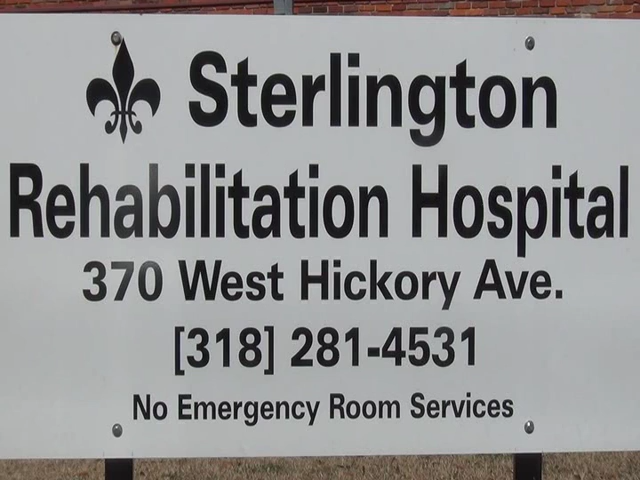 Sterlington
Rehabilitation Hospital
370 West Hickory Ave.
[318] 281-4531
No Emergency Room Services